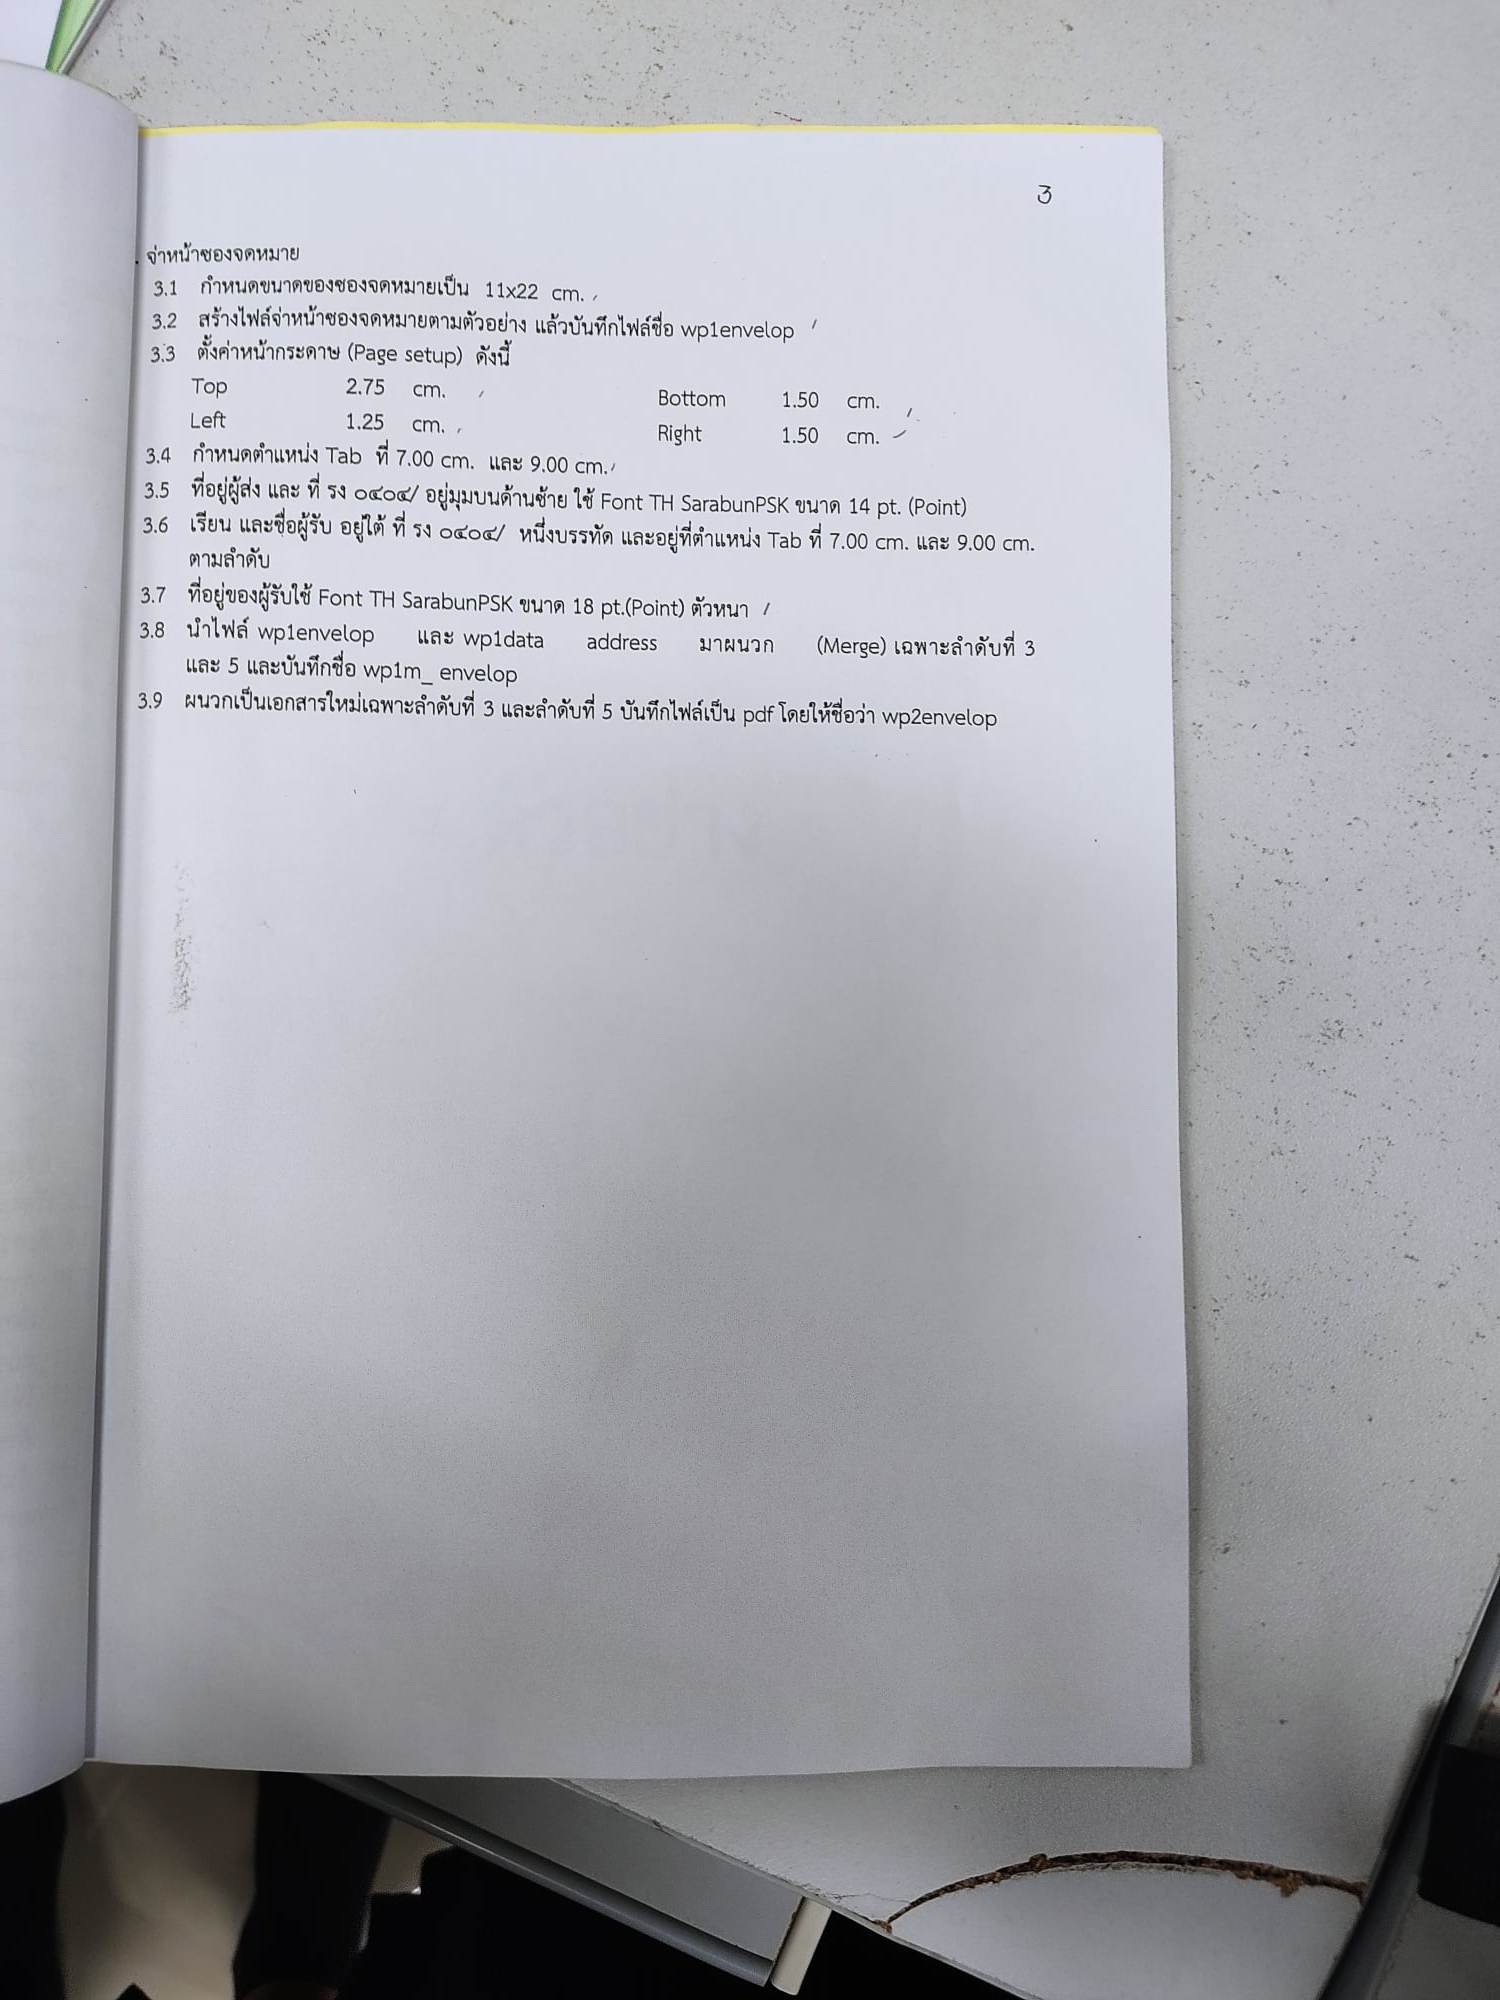 3
จ่าหน้าซองจดหมาย
3.1 กำหนดขนาดของซองจดหมายเป็น 11x22 cm.
3.2 สร้างไฟล์จ่าหน้าซองจดหมายตามตัวอย่าง แล้วบันทึกไฟล์ชื่อ wp1envelop
3.3 ตั้งค่าหน้ากระดาษ (Page setup) ดังนี้
Top 2.75 cm. Bottom 1.50 cm.
Left 1.25 cm. Right 1.50 cm.
3.4 กำหนดตำแหน่ง Tab ที่ 7.00 cm. และ 9.00 cm.
3.5 ที่อยู่ผู้ส่ง และ ที่ รง ๐๔๐๔/ อยู่มุมบนด้านซ้าย ใช้ Font TH SarabunPSK ขนาด 14 pt. (Point)
3.6 เรียน และชื่อผู้รับ อยู่ใต้ ที่ รง ๐๔๐๔/ หนึ่งบรรทัด และอยู่ที่ตำแหน่ง Tab ที่ 7.00 cm. และ 9.00 cm.
ตามลำดับ
3.7 ที่อยู่ของผู้รับใช้ Font TH SarabunPSK ขนาด 18 pt.(Point) ตัวหนา
3.8 นำไฟล์ wp1envelop และ wp1data address มาผนวก (Merge) เฉพาะลำดับที่ 3
และ 5 และบันทึกชื่อ wp1m_ envelop
3.9 ผนวกเป็นเอกสารใหม่เฉพาะลำดับที่ 3 และลำดับที่ 5 บันทึกไฟล์เป็น pdf โดยให้ชื่อว่า wp2envelop